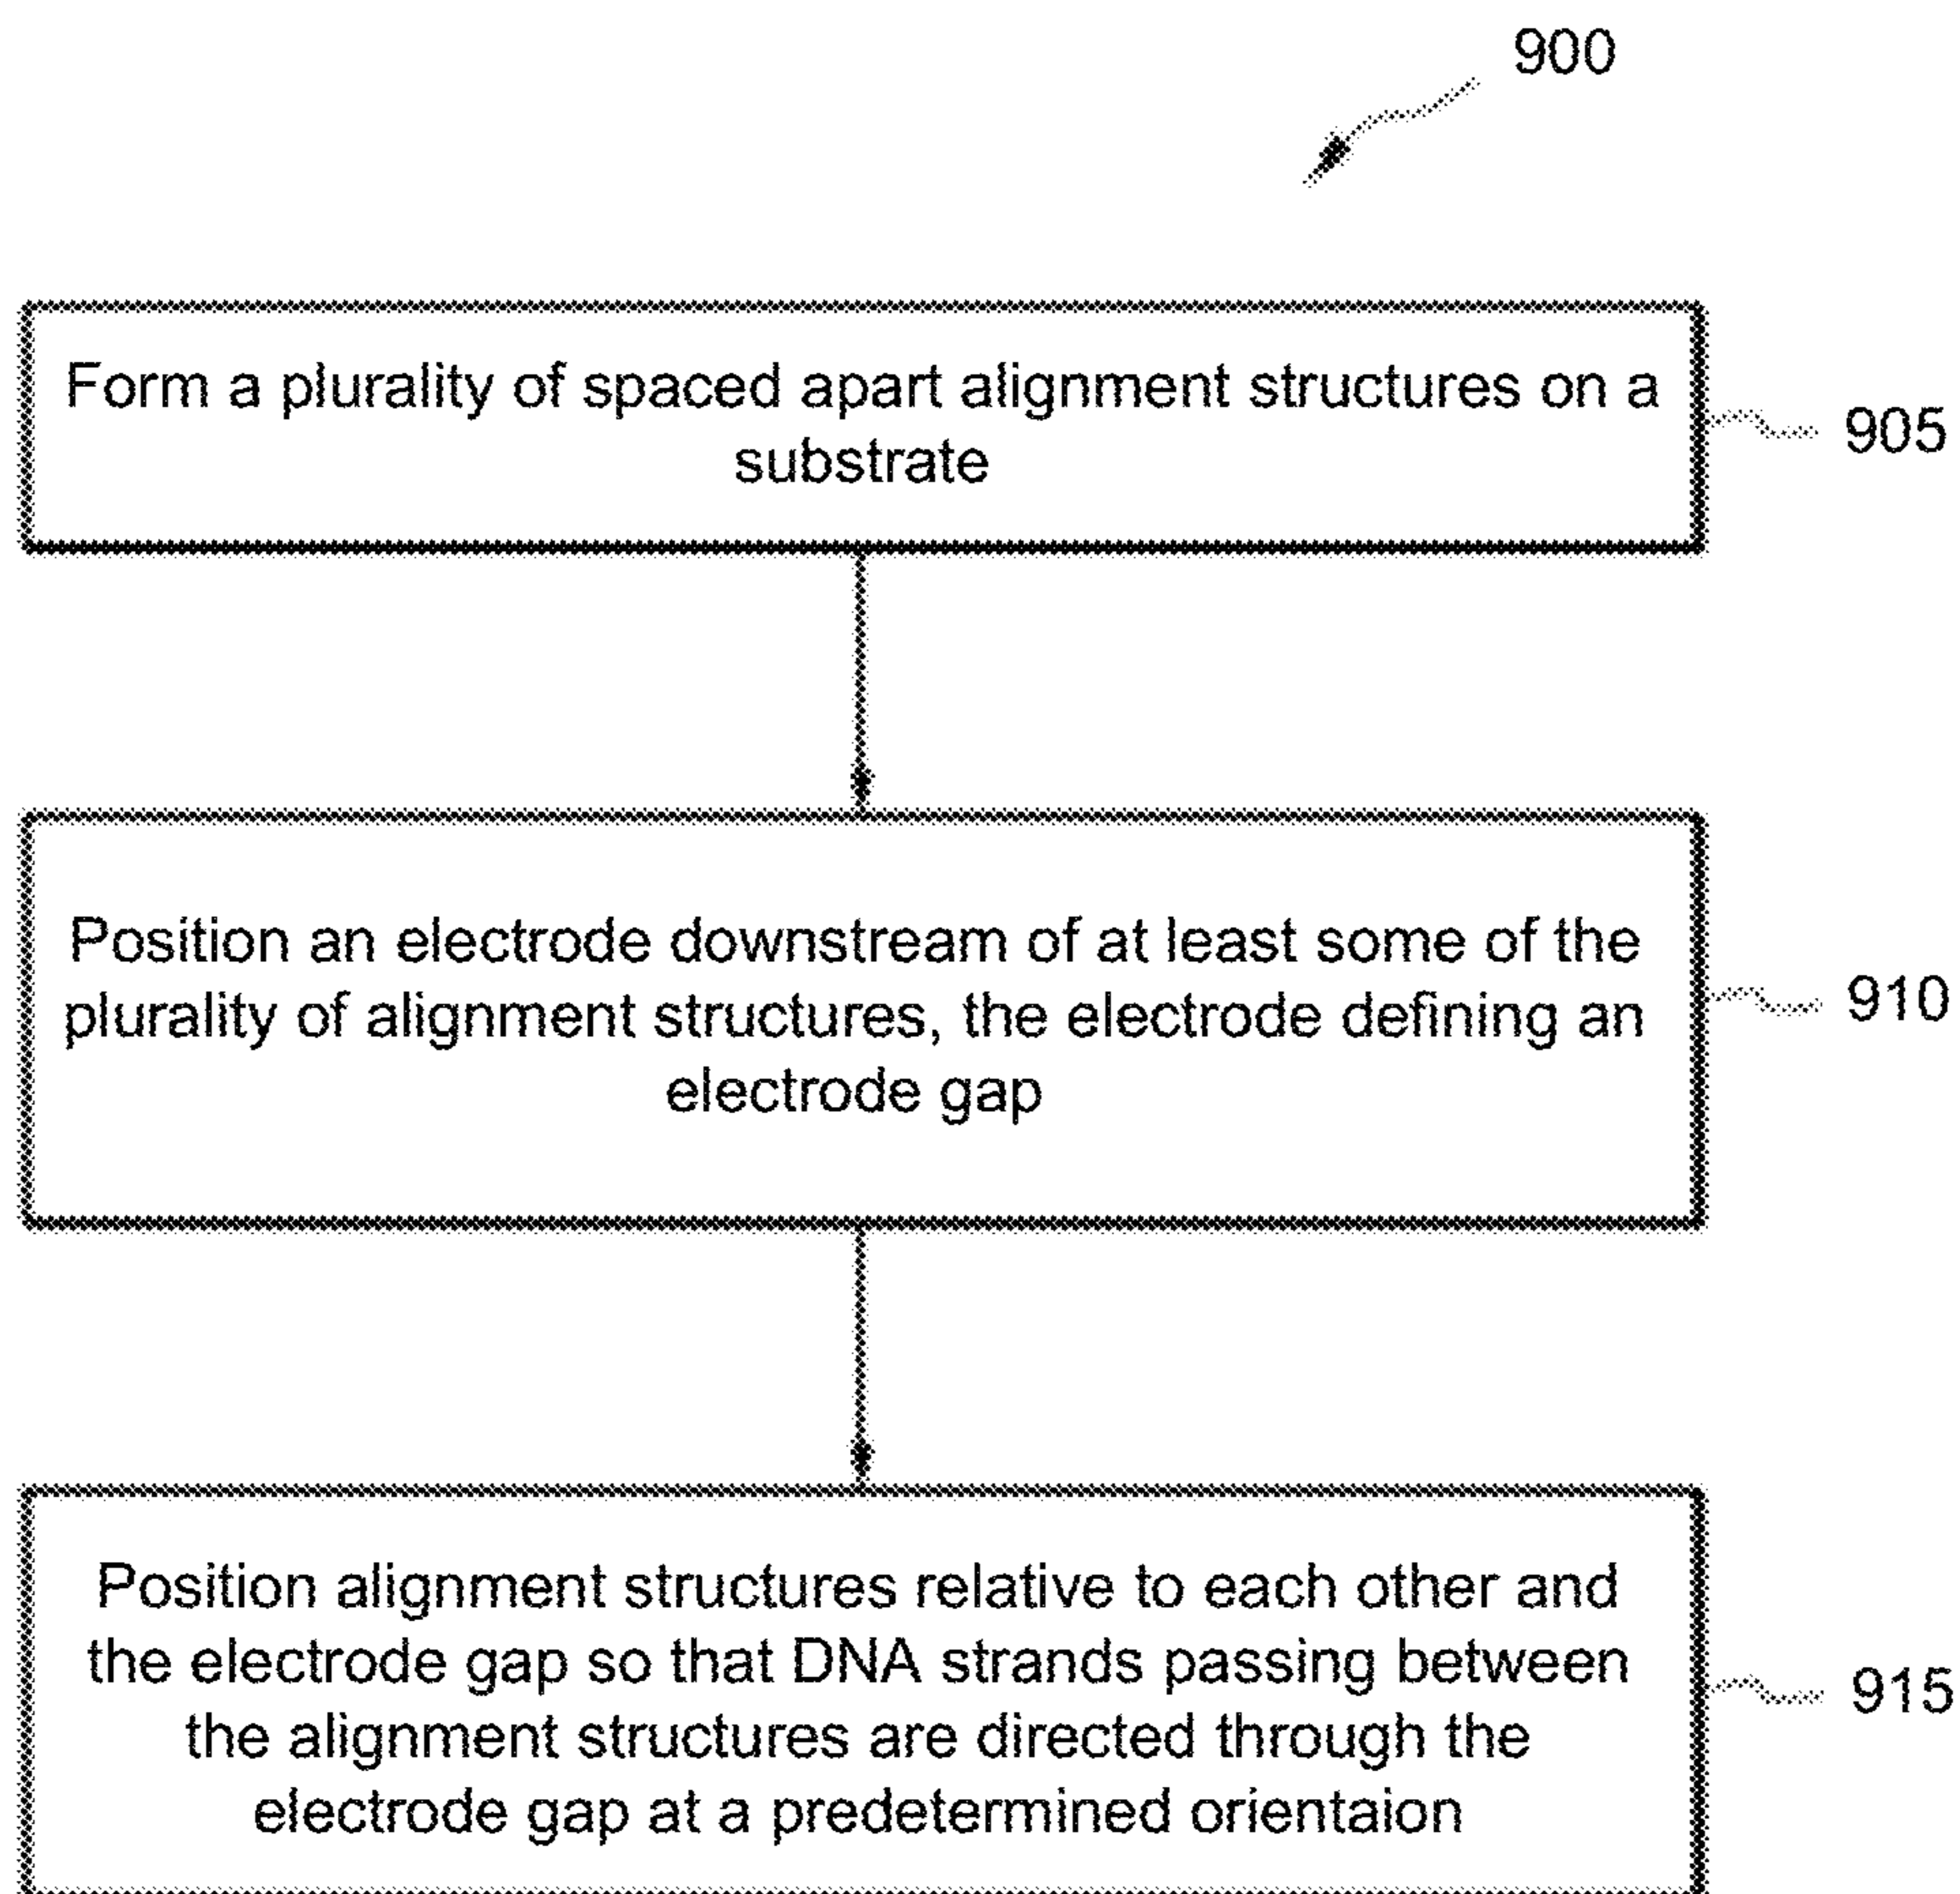 900
Form a plurality of spaced apart alignment structures on a
substrate
905
Position an electrode downstream of at least some of the
plurality of alignment structures, the electrode defining an
electrode gap
910
Position alignment structures relative to each other and
the electrode gap so that DNA strands passing between
the alignment structures are directed through the
electrode gap at a predetermined orientaion
915